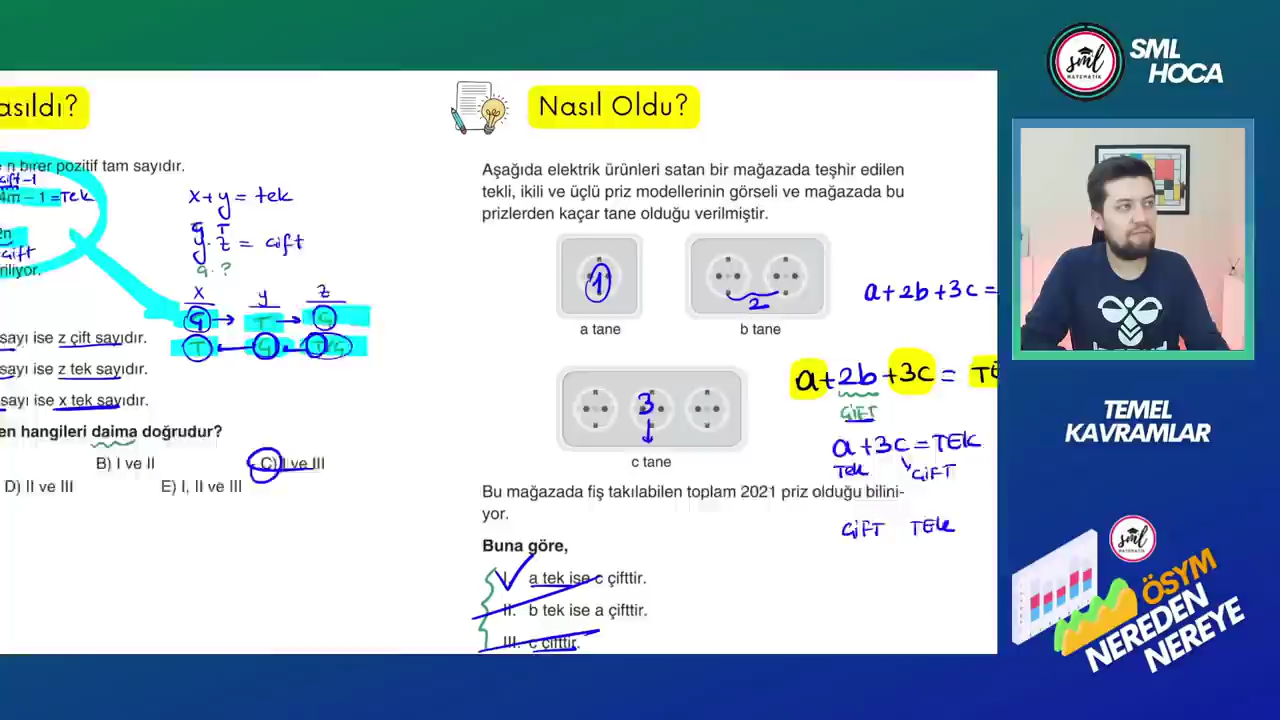 asıldı?
n birer pozitif tam sayıdır.
çift-1
4m − 1 = Tek
2n
çift
riliyor.
x+y = tek
Ç T
y.z = çift
Ç. ?
x y z
Ç → T → Ç
T Ç T/Ç
sayı ise z çift sayıdır.
sayı ise z tek sayıdır.
sayı ise x tek sayıdır.
en hangileri daima doğrudur?
B) I ve II
C) I ve III
D) II ve III
E) I, II ve III
Nasıl Oldu?
Aşağıda elektrik ürünleri satan bir mağazada teşhir edilen
tekli, ikili ve üçlü priz modellerinin görseli ve mağazada bu
prizlerden kaçar tane olduğu verilmiştir.
1
2
a tane
b tane
a+2b+3c=
3
c tane
a+2b+3c = TE
ÇİFT
a+3c=TEK
Tek ÇİFT
ÇİFT TEK
Bu mağazada fiş takılabilen toplam 2021 priz olduğu bilini-
yor.
Buna göre,
I. a tek ise c çifttir.
II. b tek ise a çifttir.
III. c çifttir.
sml
MATEMATİK
SML
HOCA
TEMEL
KAVRAMLAR
sml
MATEMATİK
ÖSYM
NEREDEN
NEREYE